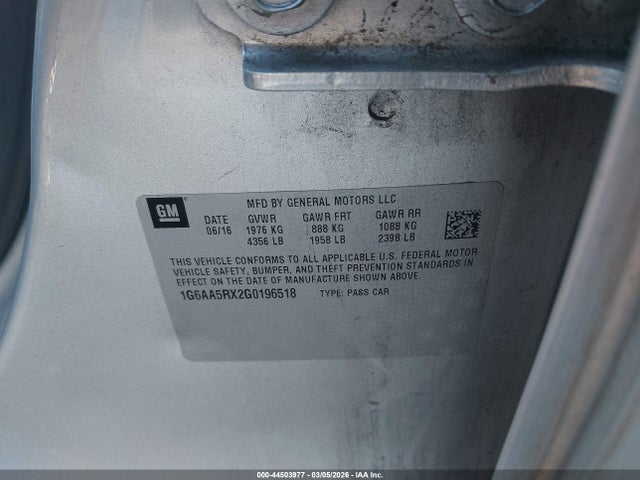 GM
MFD BY GENERAL MOTORS LLC
DATE GVWR GAWR FRT GAWR RR
06/16 1976 KG 888 KG 1088 KG
4356 LB 1958 LB 2398 LB
THIS VEHICLE CONFORMS TO ALL APPLICABLE U.S. FEDERAL MOTOR
VEHICLE SAFETY, BUMPER, AND THEFT PREVENTION STANDARDS IN
EFFECT ON THE DATE OF MANUFACTURE SHOWN ABOVE.
1G6AA5RX2G0196518 TYPE: PASS CAR
000-44503977 | 03/05/2026 | IAA Inc.